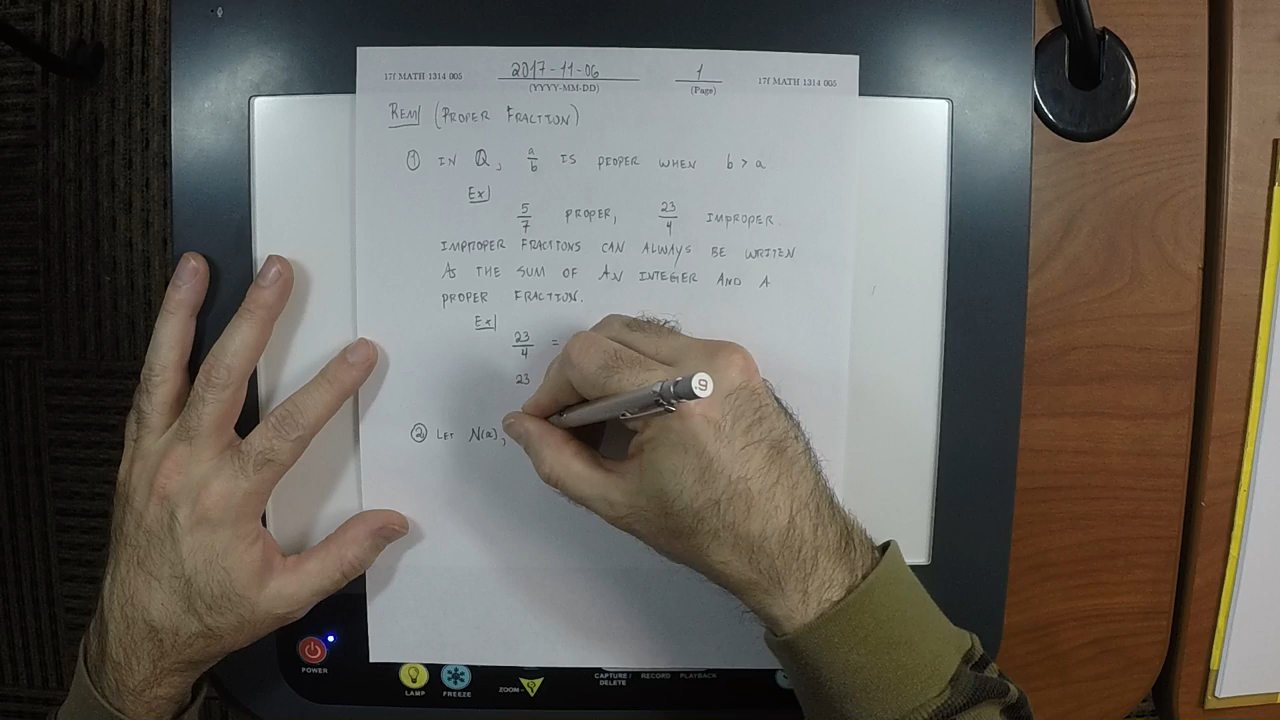 17f MATH 1314 005 2017-11-06 1 17f MATH 1314 005
(YYYY-MM-DD) (Page)
REM (PROPER FRACTION)
① IN ℚ, a/b IS PROPER WHEN b > a.
EX
5/7 PROPER, 23/4 IMPROPER.
IMPROPER FRACTIONS CAN ALWAYS BE WRITTEN
AS THE SUM OF AN INTEGER AND A
PROPER FRACTION.
EX
23/4 =
23
② LET N(x),
POWER
LAMP
FREEZE
ZOOM
CAPTURE / DELETE
RECORD
PLAYBACK
.9